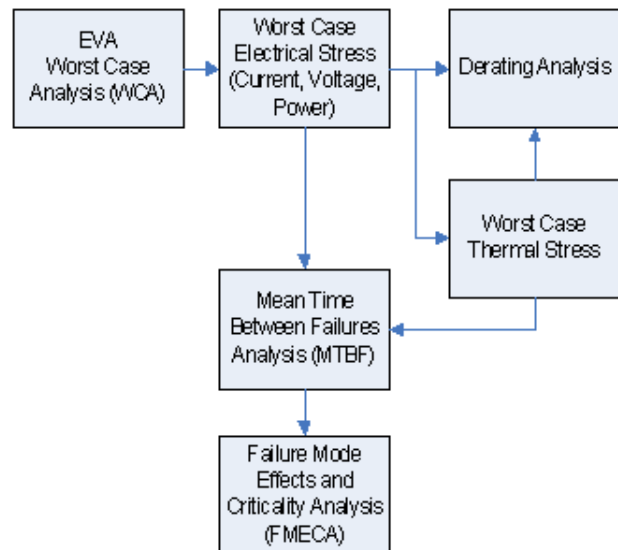 EVA
Worst Case
Analysis (WCA)
Worst Case
Electrical Stress
(Current, Voltage,
Power)
Derating Analysis
Worst Case
Thermal Stress
Mean Time
Between Failures
Analysis (MTBF)
Failure Mode
Effects and
Criticality Analysis
(FMECA)